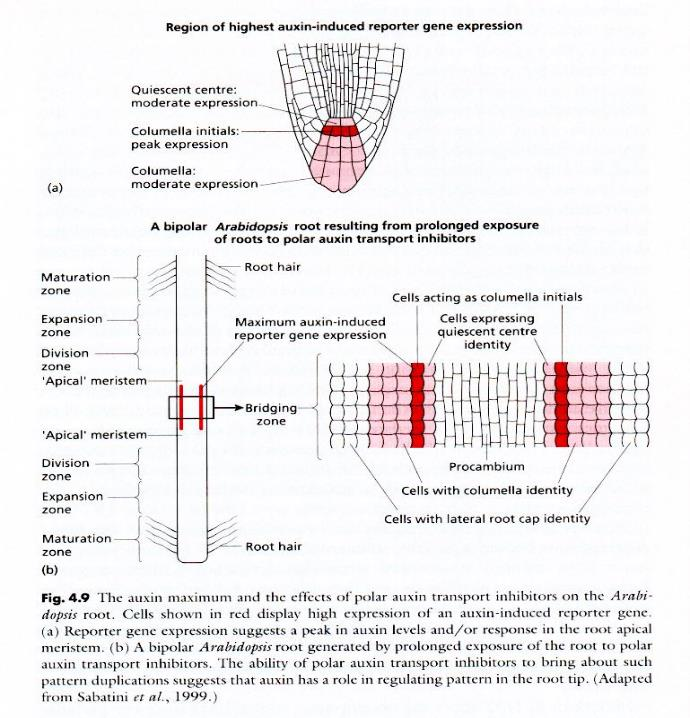 Region of highest auxin-induced reporter gene expression
Quiescent centre:
moderate expression
Columella initials:
peak expression
Columella:
moderate expression
(a)
A bipolar Arabidopsis root resulting from prolonged exposure
of roots to polar auxin transport inhibitors
Maturation
zone
Root hair
Expansion
zone
Division
zone
'Apical' meristem
Maximum auxin-induced
reporter gene expression
Cells acting as columella initials
Cells expressing
quiescent centre
identity
Bridging
zone
'Apical' meristem
Division
zone
Expansion
zone
Maturation
zone
Root hair
Procambium
Cells with columella identity
Cells with lateral root cap identity
(b)
Fig. 4.9 The auxin maximum and the effects of polar auxin transport inhibitors on the Arabi-
dopsis root. Cells shown in red display high expression of an auxin-induced reporter gene.
(a) Reporter gene expression suggests a peak in auxin levels and/or response in the root apical
meristem. (b) A bipolar Arabidopsis root generated by prolonged exposure of the root to polar
auxin transport inhibitors. The ability of polar auxin transport inhibitors to bring about such
pattern duplications suggests that auxin has a role in regulating pattern in the root tip. (Adapted
from Sabatini et al., 1999.)